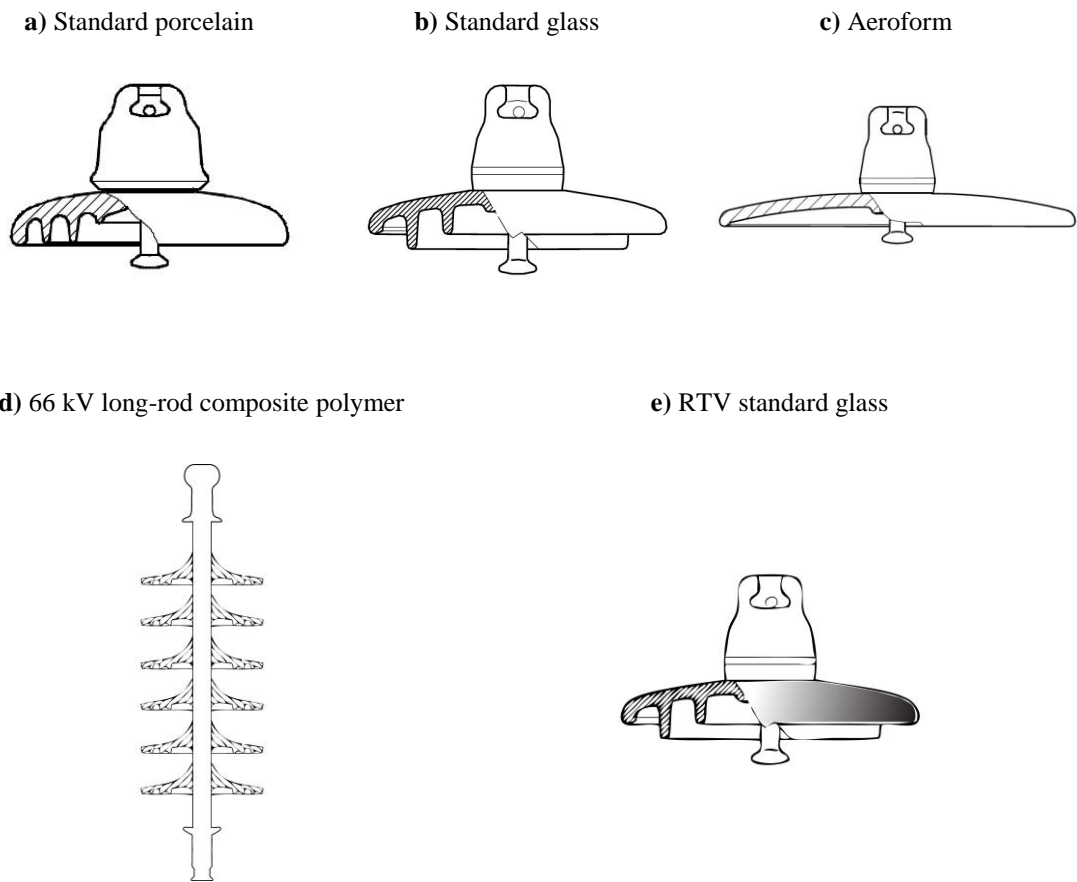 a) Standard porcelain
b) Standard glass
c) Aeroform
d) 66 kV long-rod composite polymer
e) RTV standard glass